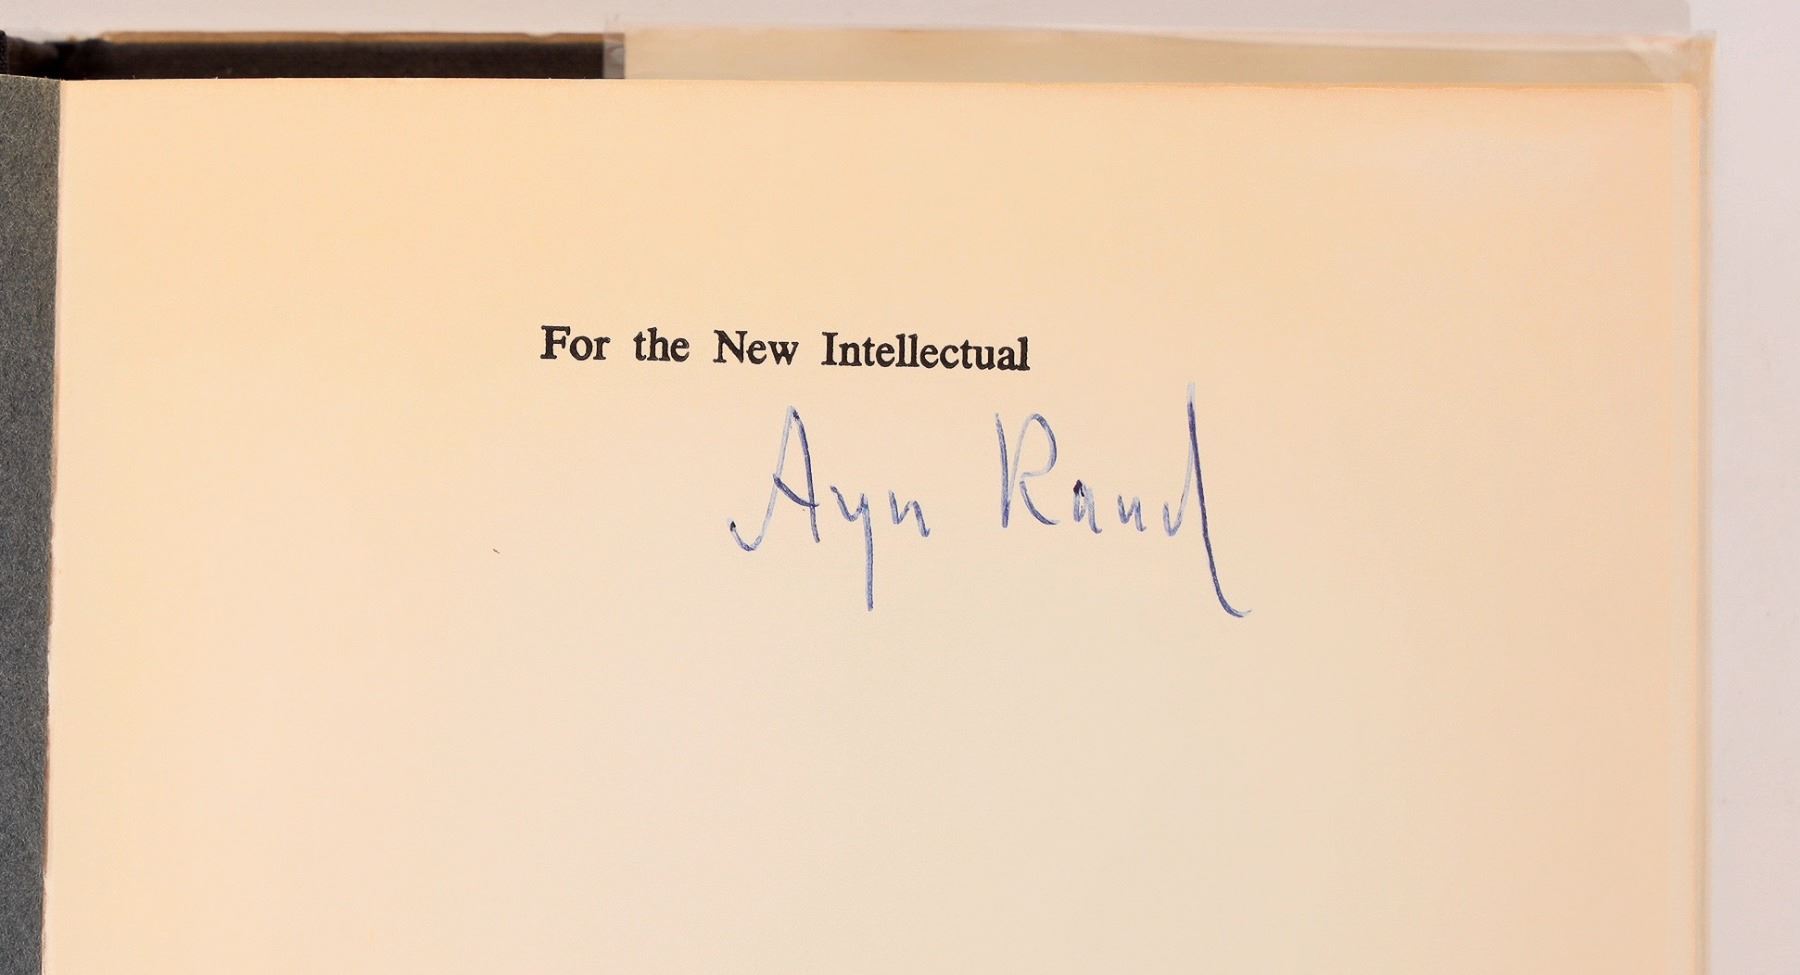 For the New Intellectual
Ayn Rand